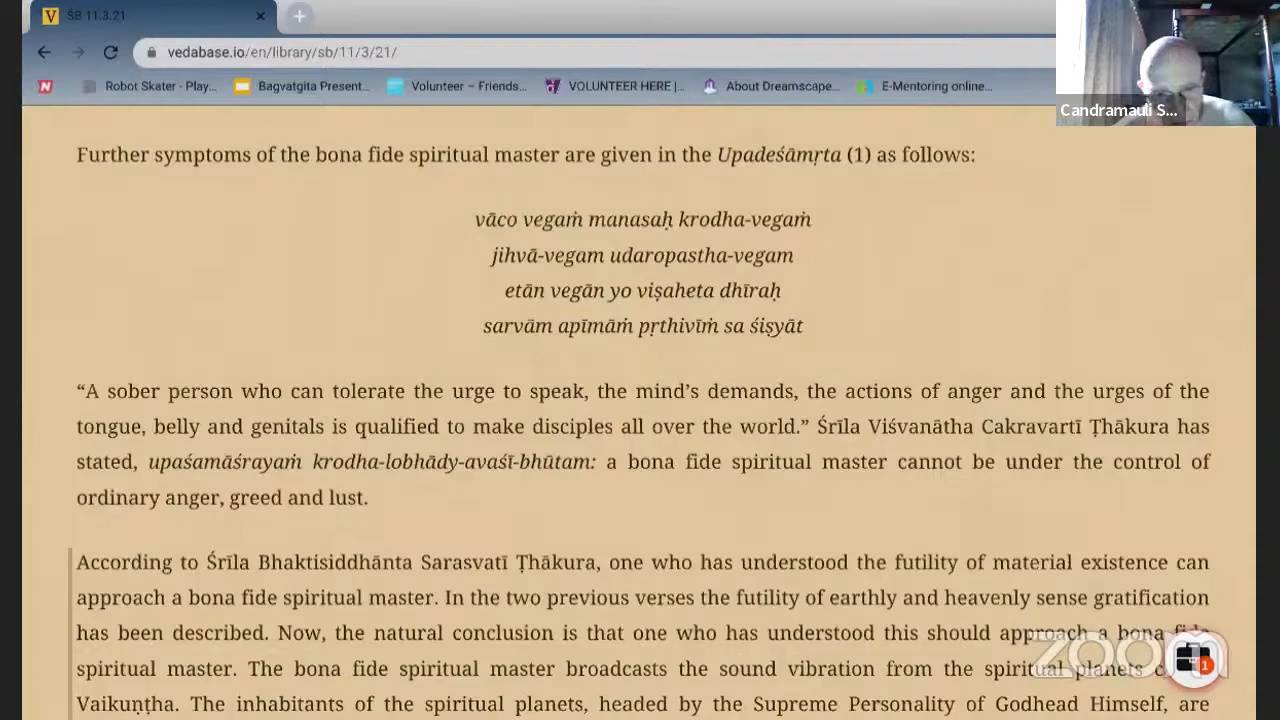 ŚB 11.3.21
vedabase.io/en/library/sb/11/3/21/
Robot Skater - Play... Bagvatgita Present... Volunteer – Friends... VOLUNTEER HERE |... About Dreamscape... E-Mentoring online...
Candramauli S...
Further symptoms of the bona fide spiritual master are given in the Upadeśāmṛta (1) as follows:
vāco vegaṁ manasaḥ krodha-vegaṁ
jihvā-vegam udaropastha-vegam
etān vegān yo viṣaheta dhīraḥ
sarvām apīmāṁ pṛthivīṁ sa śiṣyāt
“A sober person who can tolerate the urge to speak, the mind’s demands, the actions of anger and the urges of the
tongue, belly and genitals is qualified to make disciples all over the world.” Śrīla Viśvanātha Cakravartī Ṭhākura has
stated, upaśamāśrayaṁ krodha-lobhādy-avaśī-bhūtam: a bona fide spiritual master cannot be under the control of
ordinary anger, greed and lust.
According to Śrīla Bhaktisiddhānta Sarasvatī Ṭhākura, one who has understood the futility of material existence can
approach a bona fide spiritual master. In the two previous verses the futility of earthly and heavenly sense gratification
has been described. Now, the natural conclusion is that one who has understood this should approach a bona fide
spiritual master. The bona fide spiritual master broadcasts the sound vibration from the spiritual planets
Vaikuṇṭha. The inhabitants of the spiritual planets, headed by the Supreme Personality of Godhead Himself, are
zoom
1